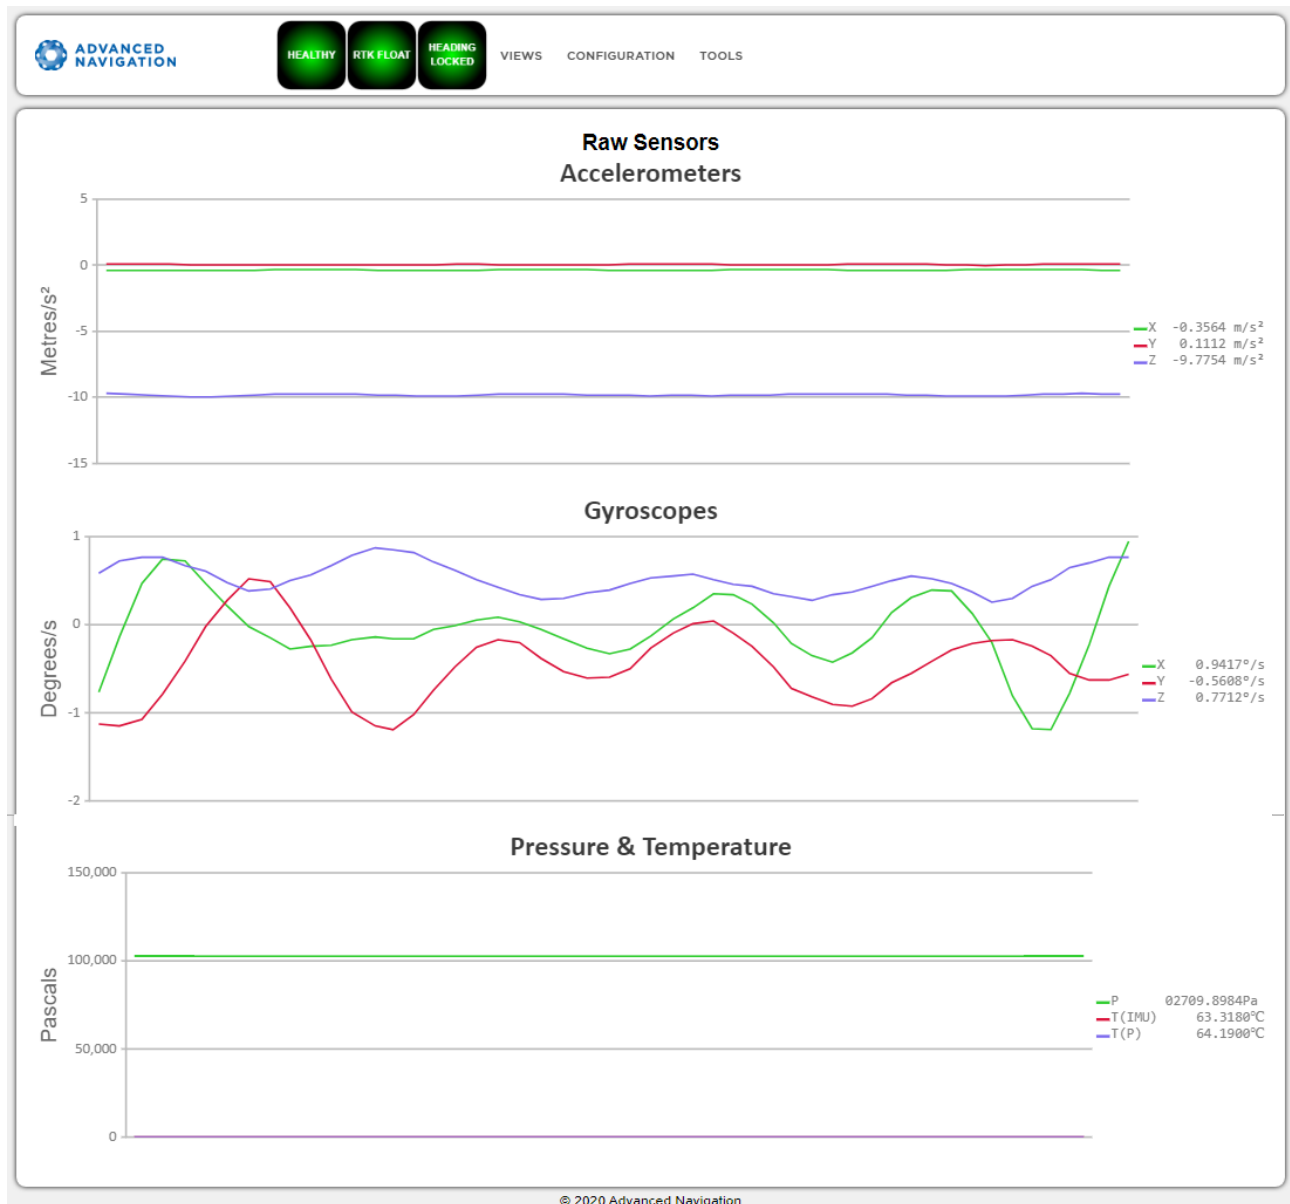 ADVANCED
NAVIGATION
HEALTHY
RTK FLOAT
HEADING
LOCKED
VIEWS
CONFIGURATION
TOOLS
Raw Sensors
Accelerometers
5
0
-5
-10
-15
Metres/s²
X -0.3564 m/s²
Y 0.1112 m/s²
Z -9.7754 m/s²
Gyroscopes
1
0
-1
-2
Degrees/s
X 0.9417°/s
Y -0.5608°/s
Z 0.7712°/s
Pressure & Temperature
150,000
100,000
50,000
0
Pascals
P 02709.8984Pa
T(IMU) 63.3180℃
T(P) 64.1900℃
© 2020 Advanced Navigation